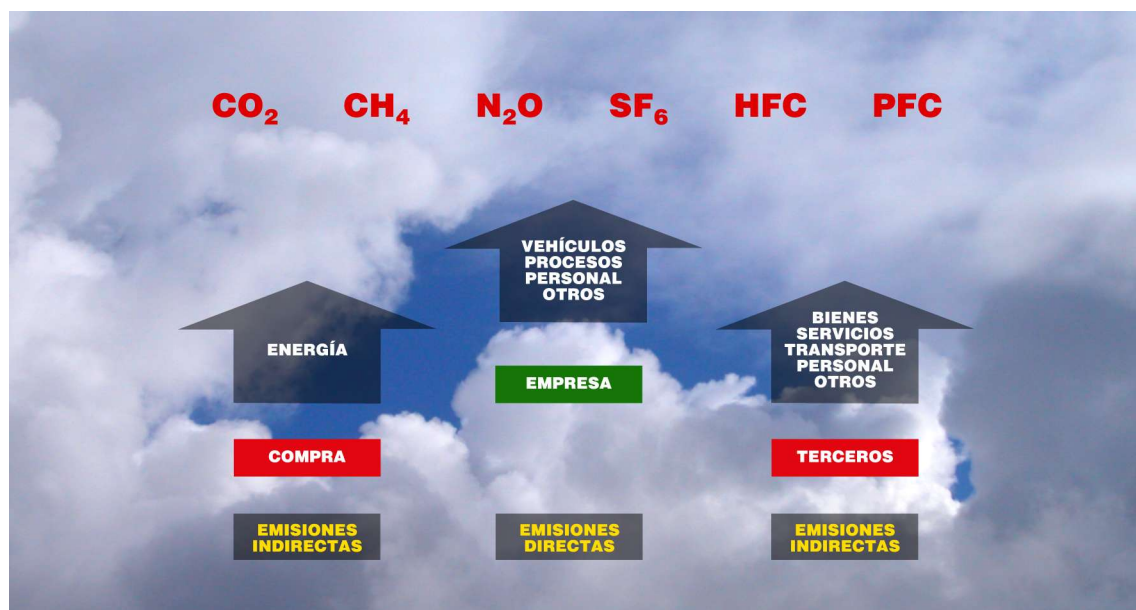 CO₂ CH₄ N₂O SF₆ HFC PFC
VEHÍCULOS
PROCESOS
PERSONAL
OTROS
ENERGÍA
BIENES
SERVICIOS
TRANSPORTE
PERSONAL
OTROS
EMPRESA
COMPRA
TERCEROS
EMISIONES
INDIRECTAS
EMISIONES
DIRECTAS
EMISIONES
INDIRECTAS